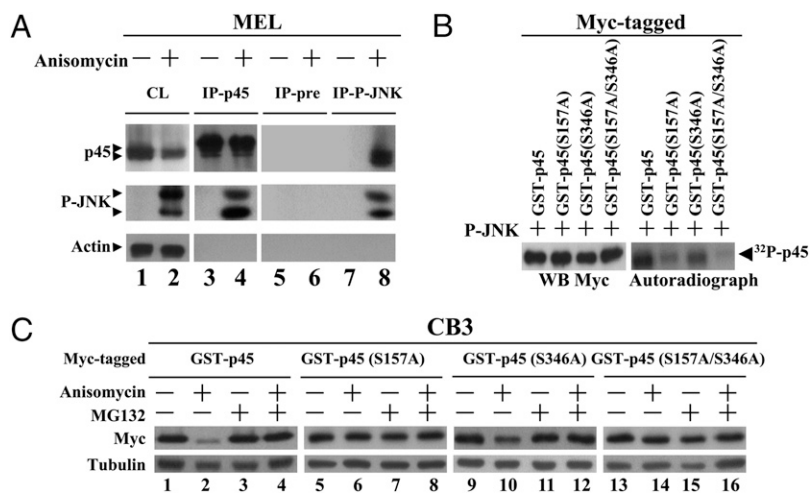 A
MEL
Anisomycin — + — + — + — +
CL IP-p45 IP-pre IP-P-JNK
p45
P-JNK
Actin
1 2 3 4 5 6 7 8
B
Myc-tagged
GST-p45
GST-p45(S157A)
GST-p45(S346A)
GST-p45(S157A/S346A)
GST-p45
GST-p45(S157A)
GST-p45(S346A)
GST-p45(S157A/S346A)
P-JNK + + + + + + + +
³²P-p45
WB Myc Autoradiograph
C
CB3
Myc-tagged GST-p45 GST-p45 (S157A) GST-p45 (S346A) GST-p45 (S157A/S346A)
Anisomycin — + — + — + — + — + — + — + — +
MG132 — — + + — — + + — — + + — — + +
Myc
Tubulin
1 2 3 4 5 6 7 8 9 10 11 12 13 14 15 16